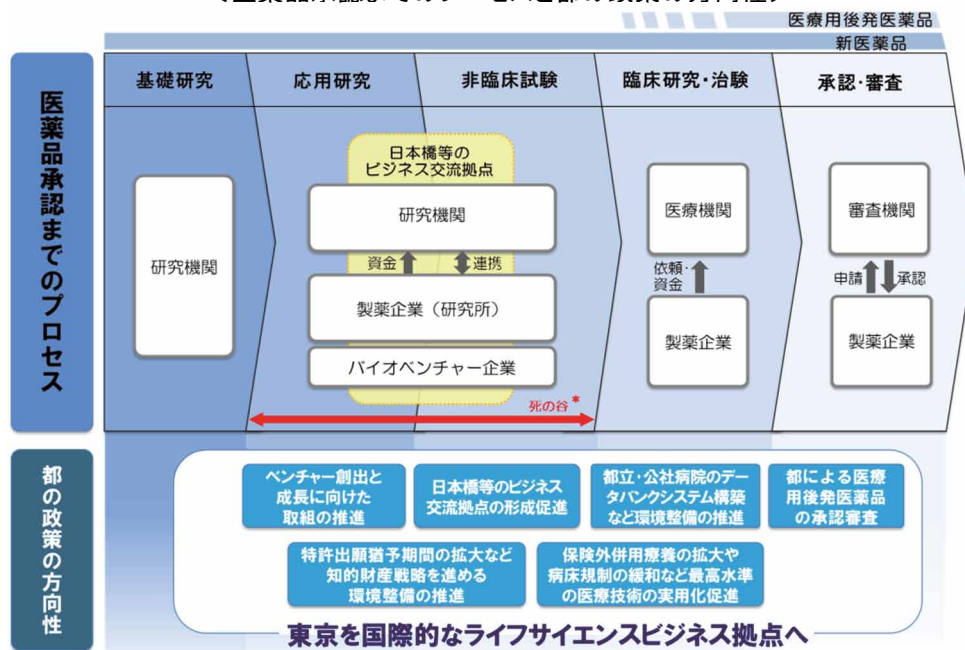 医療用後発医薬品
新医薬品
医薬品承認までのプロセス
基礎研究
応用研究
非臨床試験
臨床研究・治験
承認・審査
日本橋等の
ビジネス交流拠点
研究機関
研究機関
資金
連携
製薬企業（研究所）
バイオベンチャー企業
死の谷*
医療機関
依頼・
資金
製薬企業
審査機関
申請
承認
製薬企業
都の政策の方向性
ベンチャー創出と
成長に向けた
取組の推進
日本橋等のビジネス
交流拠点の形成促進
都立・公社病院のデー
タバンクシステム構築
など環境整備の推進
都による医療
用後発医薬品
の承認審査
特許出願猶予期間の拡大など
知的財産戦略を進める
環境整備の推進
保険外併用療養の拡大や
病床規制の緩和など最高水準
の医療技術の実用化促進
東京を国際的なライフサイエンスビジネス拠点へ